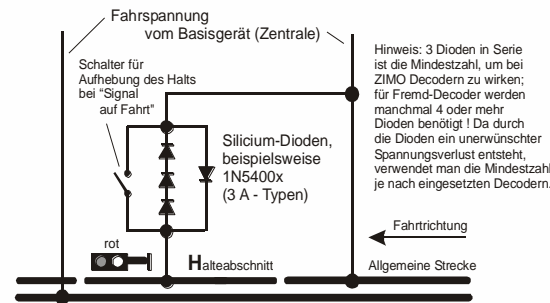 Fahrspannung
vom Basisgerät (Zentrale)
Schalter für
Aufhebung des Halts
bei "Signal
auf Fahrt"
Hinweis: 3 Dioden in Serie
ist die Mindestzahl, um bei
ZIMO Decodern zu wirken;
für Fremd-Decoder werden
manchmal 4 oder mehr
Dioden benötigt ! Da durch
die Dioden ein unerwünschter
Spannungsverlust entsteht,
verwendet man die Mindestzahl
je nach eingesetzten Decodern.
Silicium-Dioden,
beispielsweise
1N5400x
(3 A - Typen)
Fahrtrichtung
rot
Halteabschnitt
Allgemeine Strecke